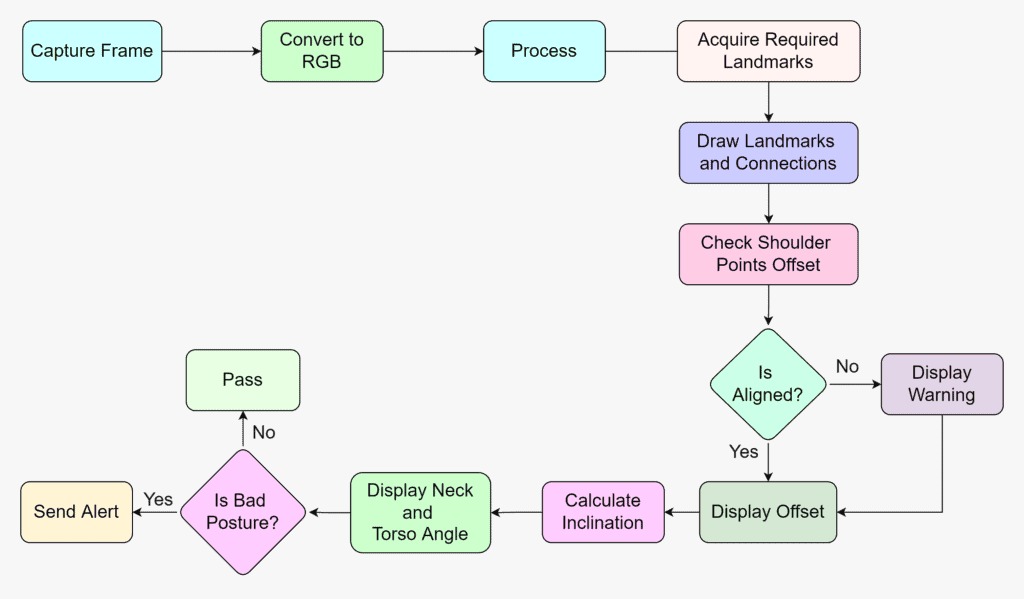 Capture Frame
Convert to
RGB
Process
Acquire Required
Landmarks
Draw Landmarks
and Connections
Check Shoulder
Points Offset
Is
Aligned?
No
Display
Warning
Yes
Display Offset
Calculate
Inclination
Display Neck
and
Torso Angle
Is Bad
Posture?
No
Pass
Yes
Send Alert